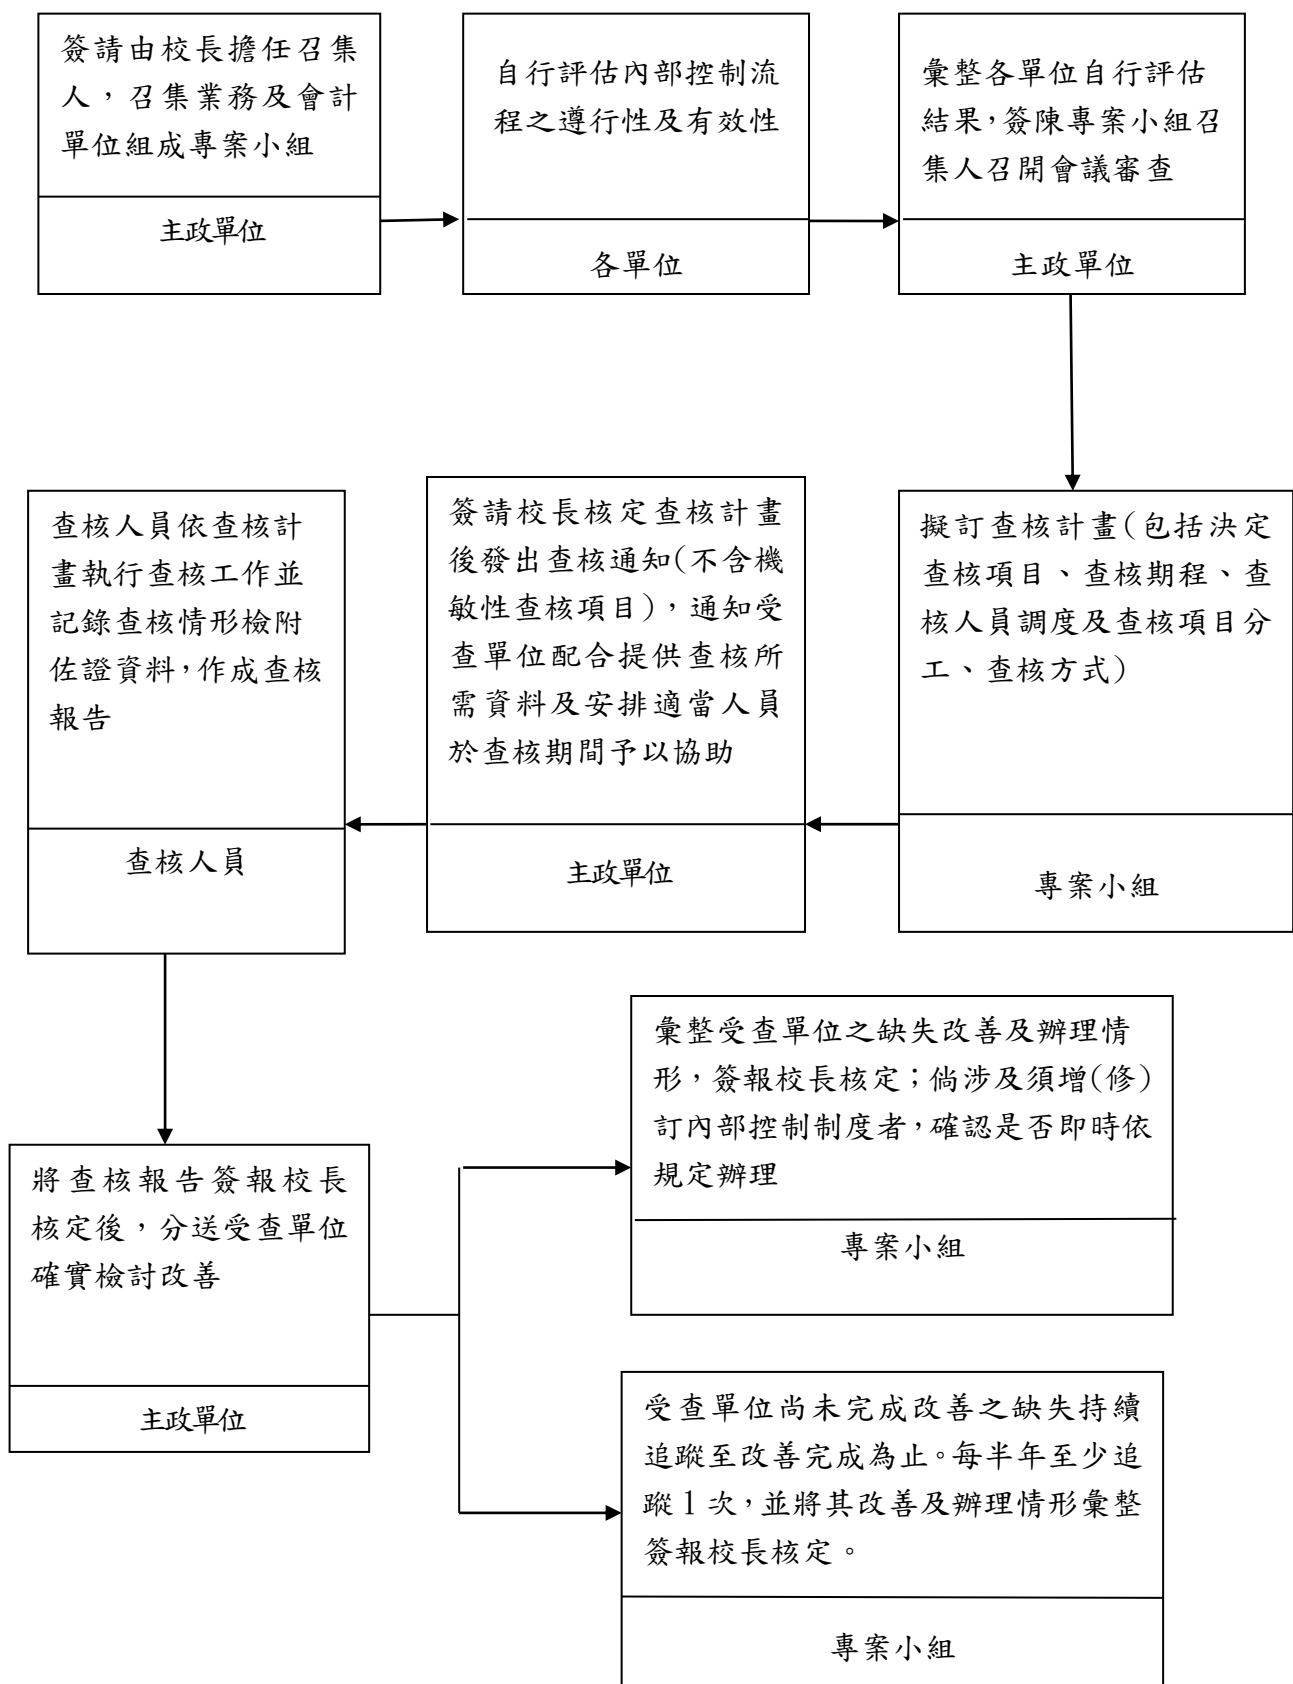 簽請由校長擔任召集
人，召集業務及會計
單位組成專案小組
主政單位
自行評估內部控制流
程之遵行性及有效性
各單位
彙整各單位自行評估
結果，簽陳專案小組召
集人召開會議審查
主政單位
擬訂查核計畫(包括決定
查核項目、查核期程、查
核人員調度及查核項目分
工、查核方式)
專案小組
簽請校長核定查核計畫
後發出查核通知(不含機
敏性查核項目)，通知受
查單位配合提供查核所
需資料及安排適當人員
於查核期間予以協助
主政單位
查核人員依查核計
畫執行查核工作並
記錄查核情形檢附
佐證資料，作成查核
報告
查核人員
將查核報告簽報校長
核定後，分送受查單位
確實檢討改善
主政單位
彙整受查單位之缺失改善及辦理情
形，簽報校長核定；倘涉及須增(修)
訂內部控制制度者，確認是否即時依
規定辦理
專案小組
受查單位尚未完成改善之缺失持續
追蹤至改善完成為止。每半年至少追
蹤1次，並將其改善及辦理情形彙整
簽報校長核定。
專案小組